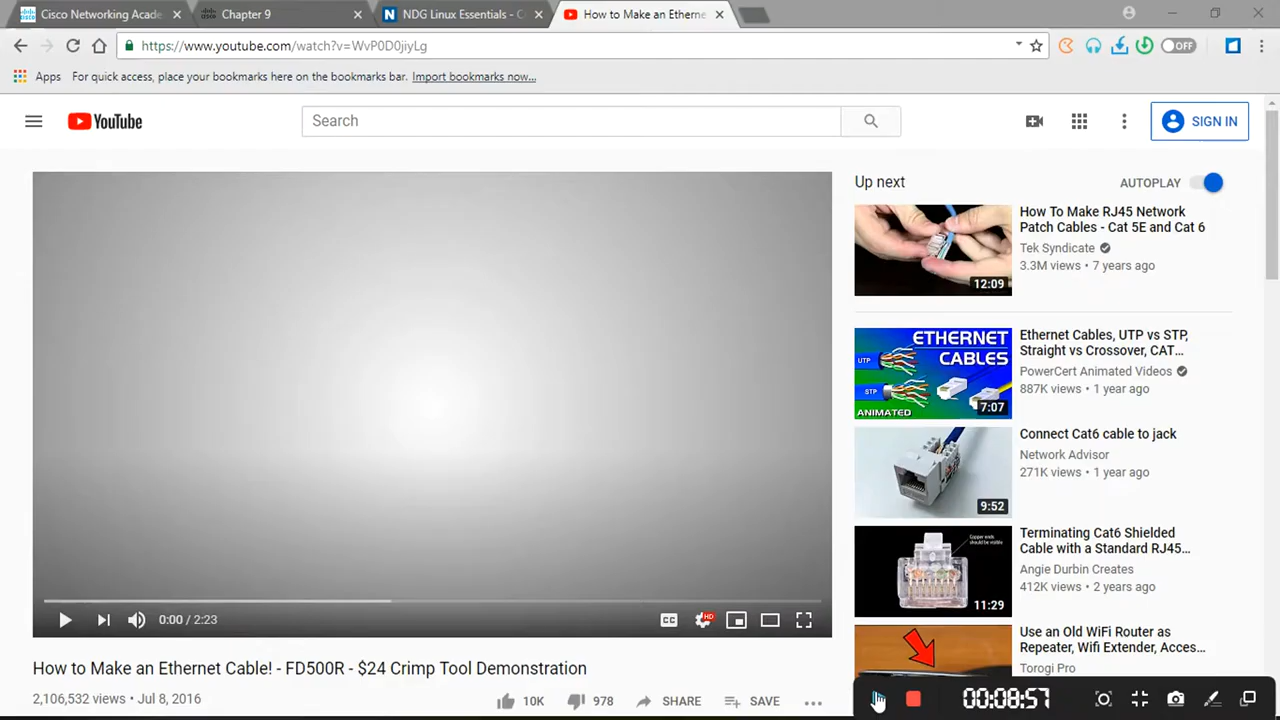 Cisco Networking Acade
Chapter 9
NDG Linux Essentials - C
How to Make an Etherne
https://www.youtube.com/watch?v=WvP0D0jiyLg
OFF
Apps
For quick access, place your bookmarks here on the bookmarks bar. Import bookmarks now...
YouTube
Search
SIGN IN
Up next
AUTOPLAY
How To Make RJ45 Network
Patch Cables - Cat 5E and Cat 6
Tek Syndicate
3.3M views • 7 years ago
12:09
ETHERNET
CABLES
UTP
STP
ANIMATED
7:07
Ethernet Cables, UTP vs STP,
Straight vs Crossover, CAT...
PowerCert Animated Videos
887K views • 1 year ago
Connect Cat6 cable to jack
Network Advisor
271K views • 1 year ago
9:52
Terminating Cat6 Shielded
Cable with a Standard RJ45...
Angie Durbin Creates
412K views • 2 years ago
Copper ends
should be visible
11:29
Use an Old WiFi Router as
Repeater, Wifi Extender, Acces...
Torogi Pro
0:00 / 2:23
CC
HD
How to Make an Ethernet Cable! - FD500R - $24 Crimp Tool Demonstration
2,106,532 views • Jul 8, 2016
10K
978
SHARE
SAVE
00:08:57